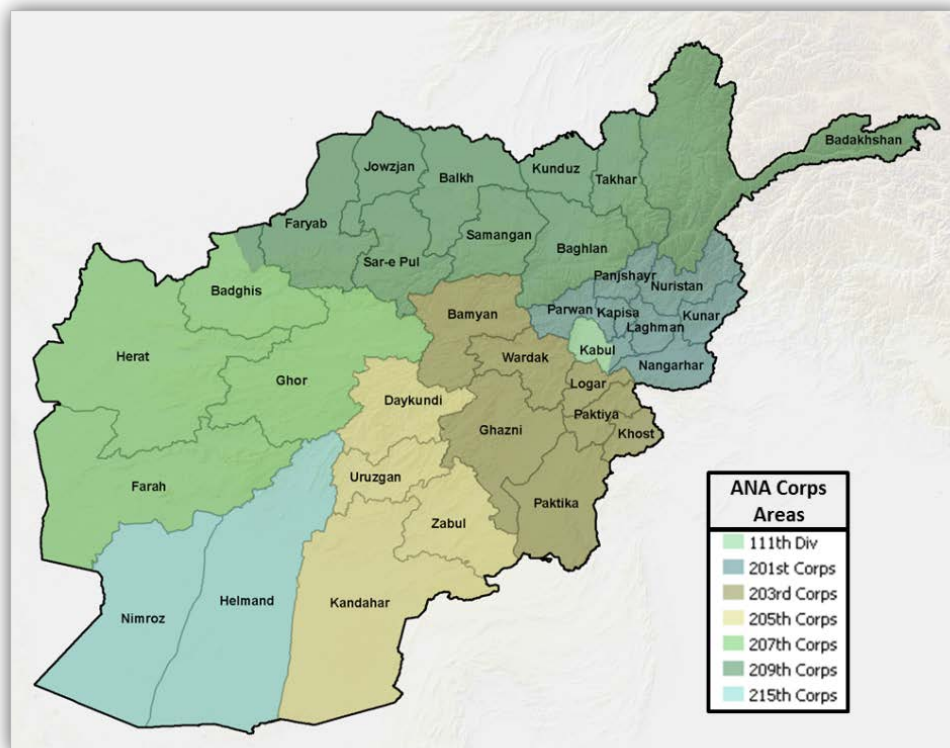 Badakhshan
Jowzjan
Balkh
Kunduz
Takhar
Faryab
Samangan
Baghlan
Sar-e Pul
Panjshayr
Nuristan
Badghis
Bamyan
Parwan
Kapisa
Kunar
Laghman
Herat
Wardak
Kabul
Nangarhar
Ghor
Logar
Daykundi
Paktiya
Ghazni
Khost
Farah
Uruzgan
Paktika
Zabul
Nimroz
Helmand
Kandahar
ANA Corps
Areas
111th Div
201st Corps
203rd Corps
205th Corps
207th Corps
209th Corps
215th Corps